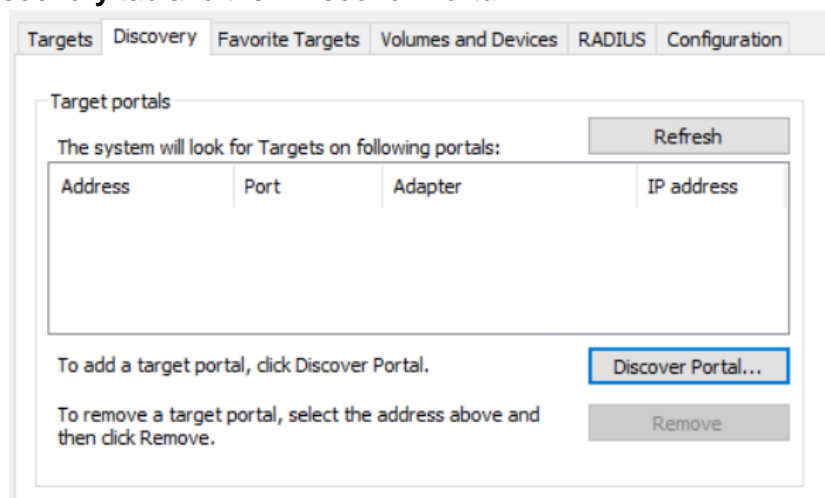 Targets Discovery Favorite Targets Volumes and Devices RADIUS Configuration
Target portals
The system will look for Targets on following portals:
Refresh
Address Port Adapter IP address
To add a target portal, click Discover Portal.
Discover Portal...
To remove a target portal, select the address above and
then click Remove.
Remove